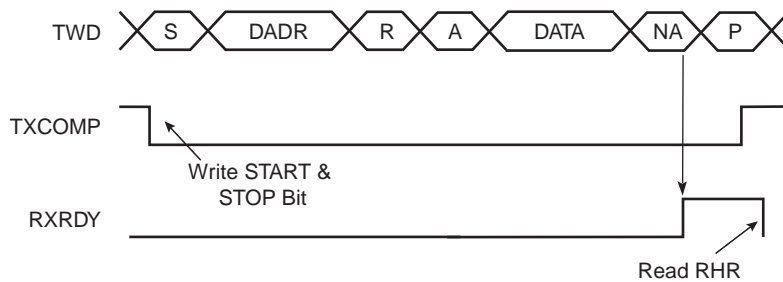 TWD S DADR R A DATA NA P
TXCOMP
Write START &
STOP Bit
RXRDY
Read RHR